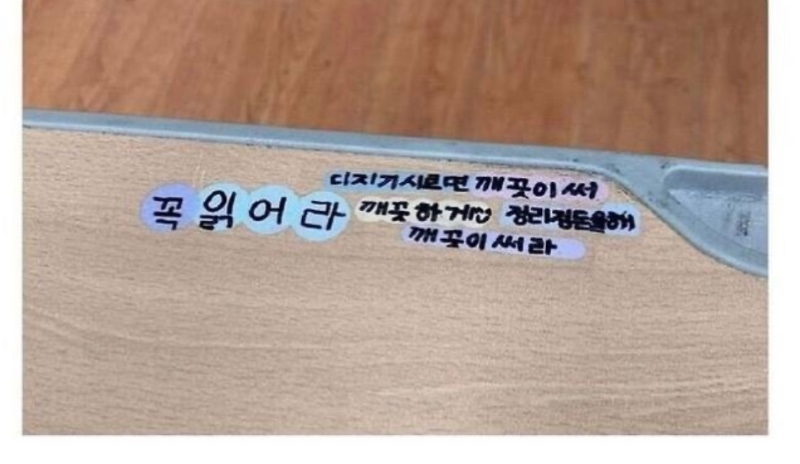 꼭 읽어라
디지기시르면 깨끗이써
깨끗하게♡ 정리정돈을해
깨끗이써라